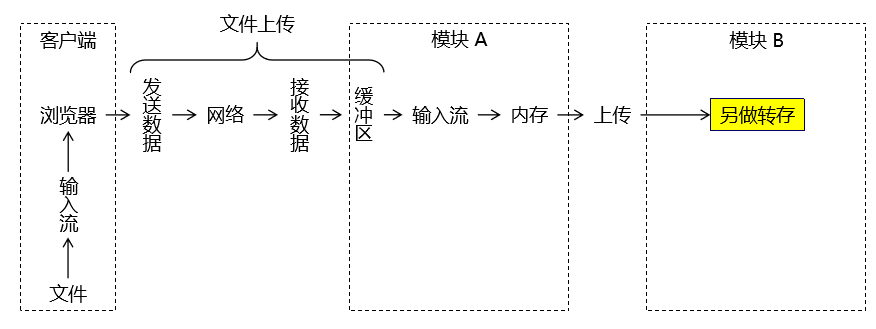 文件上传
客户端
模块 A
模块 B
浏览器
发送数据
网络
接收数据
缓冲区
输入流
内存
上传
另做转存
输入流
文件